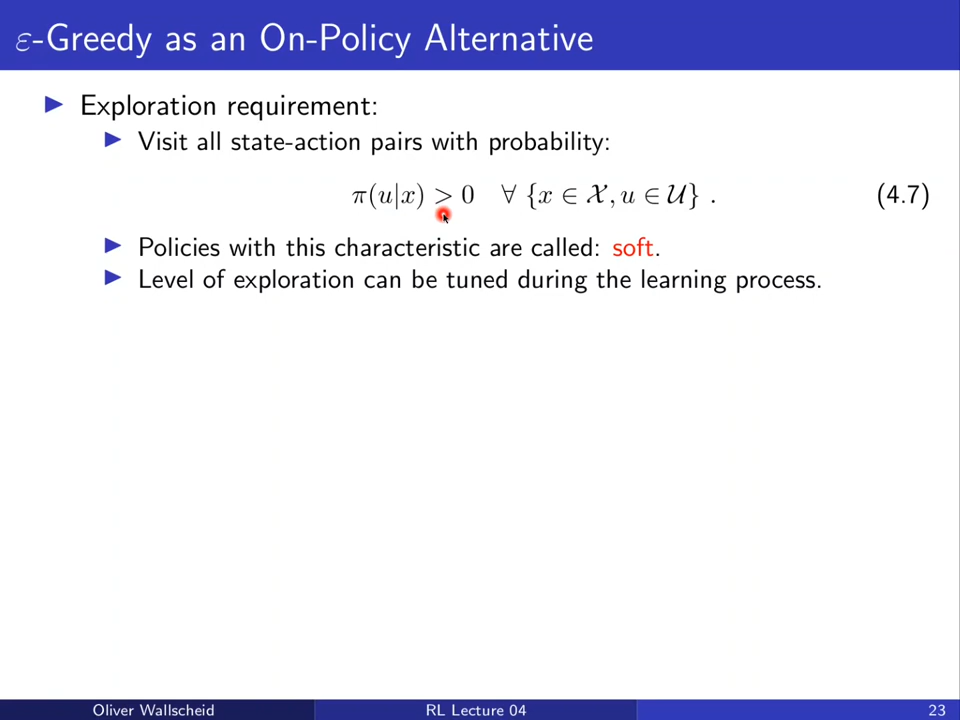 ε-Greedy as an On-Policy Alternative
▶ Exploration requirement:
▶ Visit all state-action pairs with probability:
π(u|x) > 0 ∀ {x ∈ 𝒳, u ∈ 𝒰} . (4.7)
▶ Policies with this characteristic are called: soft.
▶ Level of exploration can be tuned during the learning process.
Oliver Wallscheid RL Lecture 04 23